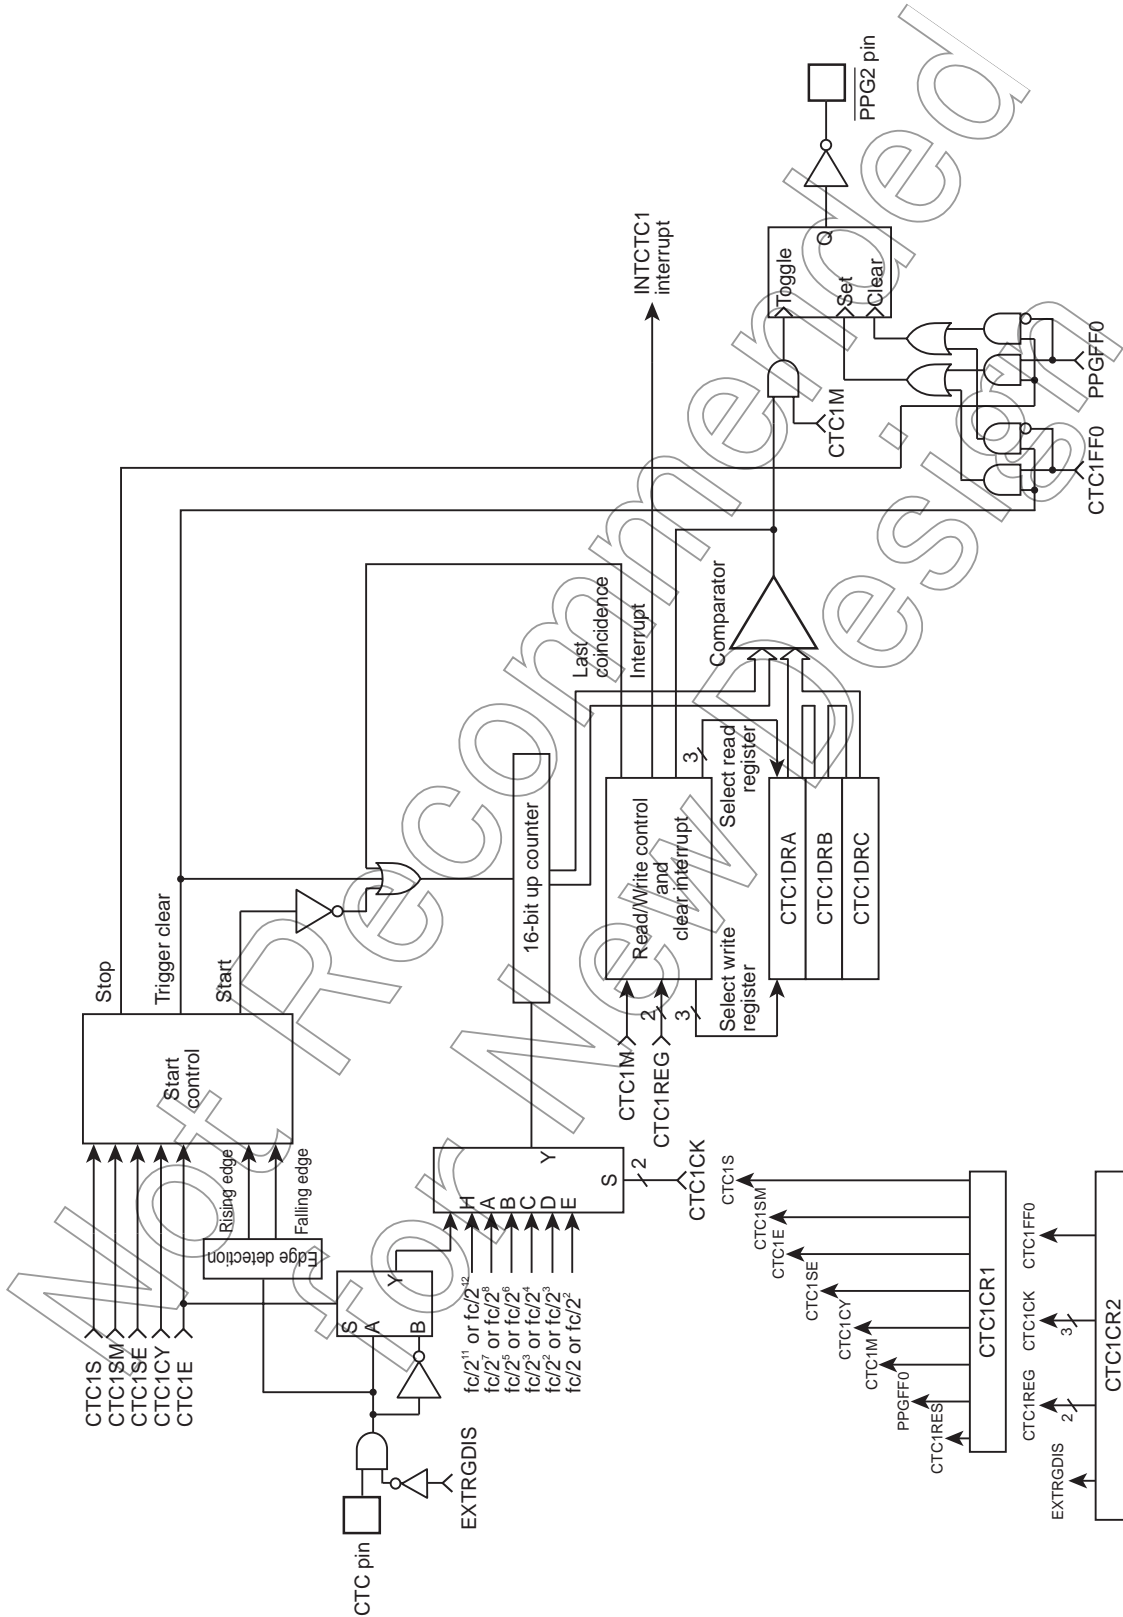 Not Recommended
for New Design
CTC1S
CTC1SM
CTC1SE
CTC1CY
CTC1E
Start
control
Stop
Trigger clear
Start
Rising edge
Falling edge
Edge detection
CTC pin
EXTRGDIS
S
A
B
Y
H
A
B
C
D
E
S
Y
fc/2¹¹ or fc/2¹²
fc/2⁷ or fc/2⁸
fc/2⁵ or fc/2⁶
fc/2³ or fc/2⁴
fc/2² or fc/2³
fc/2 or fc/2²
2
CTC1CK
16-bit up counter
CTC1M
CTC1REG
2
3
Read/Write control
and
clear interrupt
Select write
register
3
Select read
register
CTC1DRA
CTC1DRB
CTC1DRC
Last
coincidence
Interrupt
Comparator
INTCTC1
interrupt
CTC1M
Toggle
Set
Clear
Q
PPG2 pin
CTC1FF0
PPGFF0
CTC1RES
PPGFF0
CTC1M
CTC1CY
CTC1SE
CTC1E
CTC1SM
CTC1S
CTC1CR1
EXTRGDIS
CTC1REG
2
CTC1CK
3
CTC1FF0
CTC1CR2